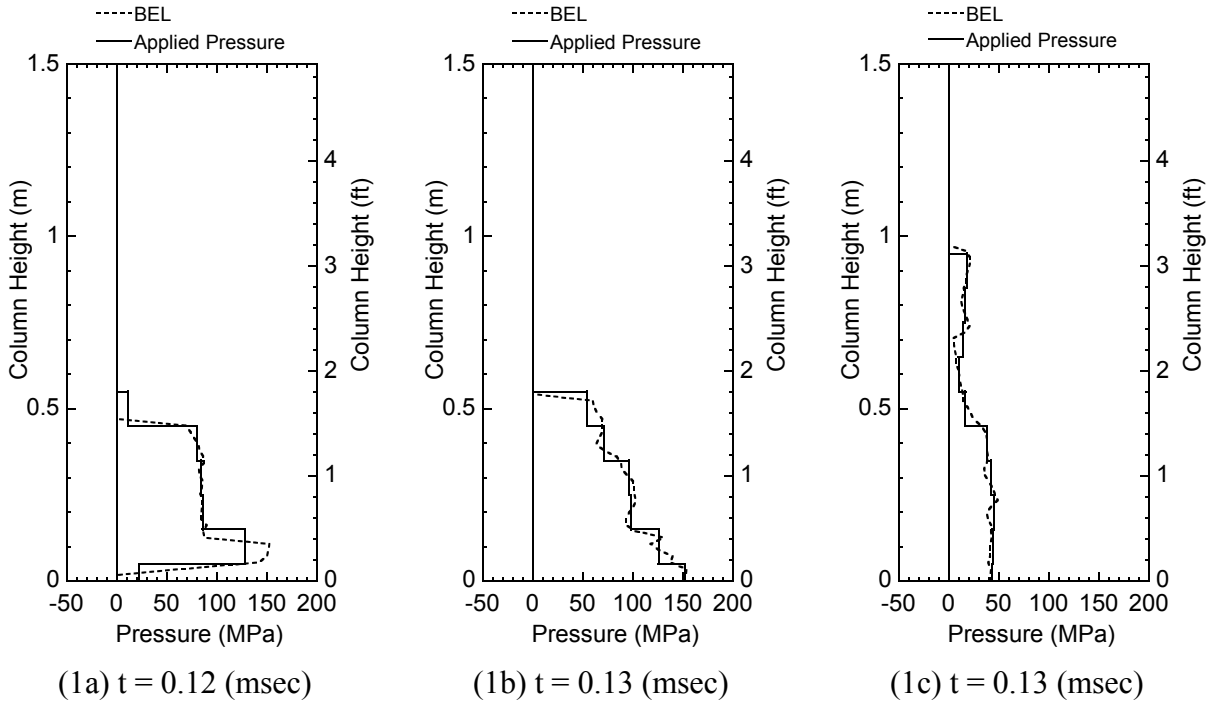 BEL
Applied Pressure
1.5
1
0.5
0
Column Height (m)
4
3
2
1
0
Column Height (ft)
-50 0 50 100 150 200
Pressure (MPa)
(1a) t = 0.12 (msec)
BEL
Applied Pressure
1.5
1
0.5
0
Column Height (m)
4
3
2
1
0
Column Height (ft)
-50 0 50 100 150 200
Pressure (MPa)
(1b) t = 0.13 (msec)
BEL
Applied Pressure
1.5
1
0.5
0
Column Height (m)
4
3
2
1
0
Column Height (ft)
-50 0 50 100 150 200
Pressure (MPa)
(1c) t = 0.13 (msec)